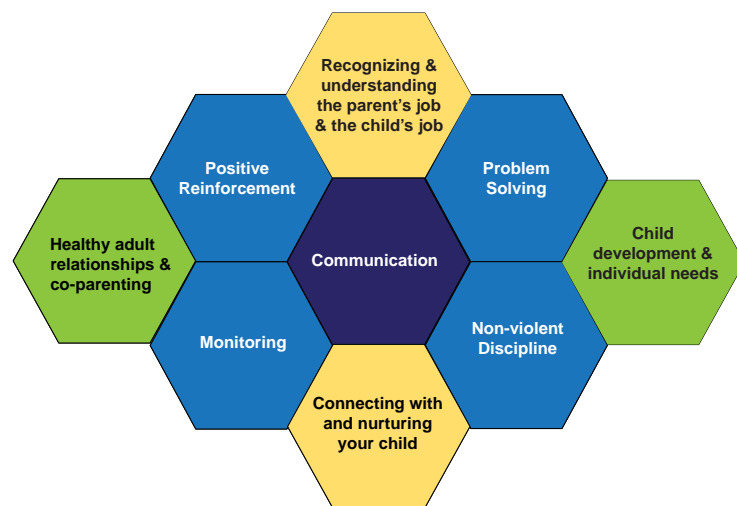 Recognizing &
understanding
the parent's job
& the child's job
Positive
Reinforcement
Problem
Solving
Healthy adult
relationships &
co-parenting
Communication
Child
development &
individual needs
Monitoring
Non-violent
Discipline
Connecting with
and nurturing
your child